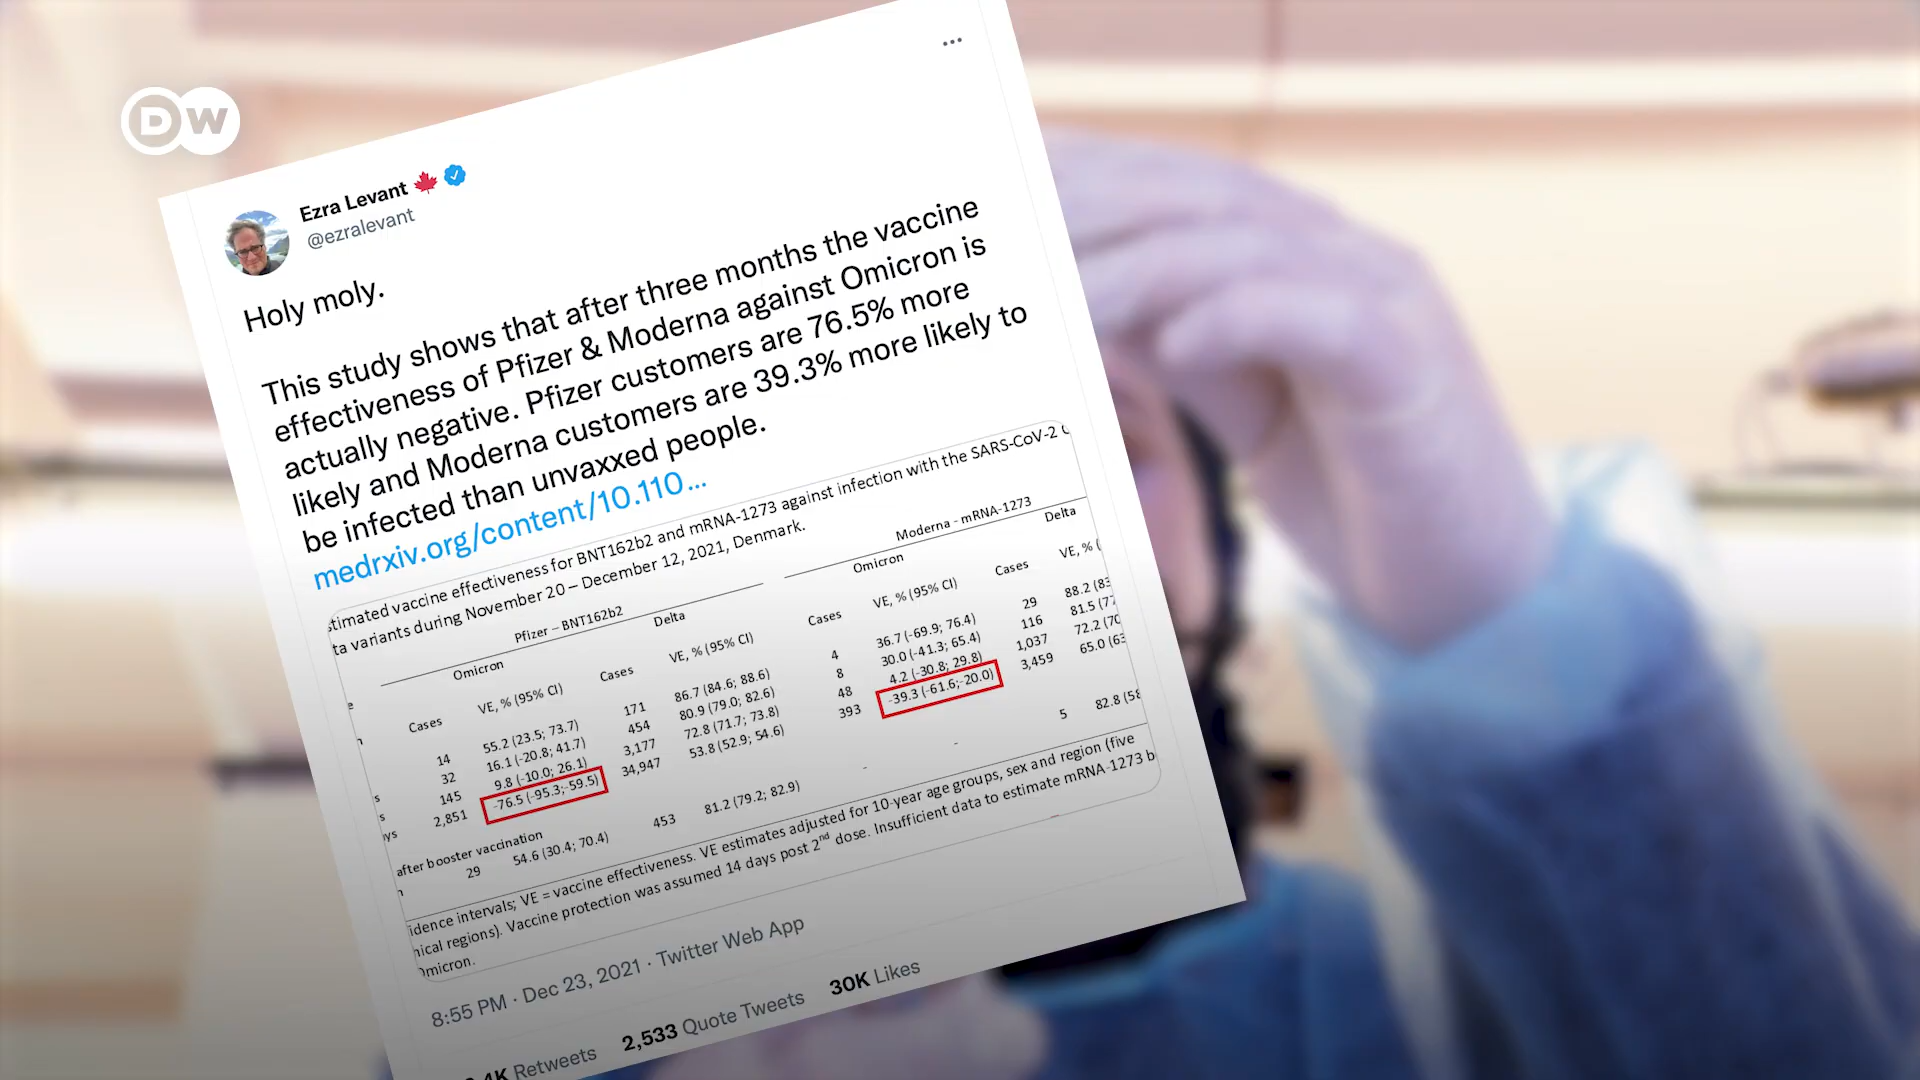 DW
Ezra Levant
@ezralevant
Holy moly.
This study shows that after three months the vaccine
effectiveness of Pfizer & Moderna against Omicron is
actually negative. Pfizer customers are 76.5% more
likely and Moderna customers are 39.3% more likely to
be infected than unvaxxed people.
medrxiv.org/content/10.110...
stimated vaccine effectiveness for BNT162b2 and mRNA-1273 against infection with the SARS-CoV-2
ta variants during November 20 – December 12, 2021, Denmark.
Pfizer – BNT162b2
Moderna - mRNA-1273
Omicron
Delta
Omicron
Delta
Cases
VE, % (95% CI)
Cases
VE, % (95% CI)
Cases
VE, % (95% CI)
Cases
VE, % (
14 55.2 (23.5; 73.7) 171 86.7 (84.6; 88.6) 4 36.7 (-69.9; 76.4) 29 88.2 (83
32 16.1 (-20.8; 41.7) 454 80.9 (79.0; 82.6) 8 30.0 (-41.3; 65.4) 116 81.5 (77
145 9.8 (-10.0; 26.1) 3,177 72.8 (71.7; 73.8) 48 4.2 (-30.8; 29.8) 1,037 72.2 (70
ys 2,851 -76.5 (-95.3;-59.5) 34,947 53.8 (52.9; 54.6) 393 -39.3 (-61.6;-20.0) 3,459 65.0 (63
after booster vaccination
29 54.6 (30.4; 70.4) 453 81.2 (79.2; 82.9) - - 5 82.8 (58
idence intervals; VE = vaccine effectiveness. VE estimates adjusted for 10-year age groups, sex and region (five
nical regions). Vaccine protection was assumed 14 days post 2nd dose. Insufficient data to estimate mRNA-1273 b
Omicron.
8:55 PM · Dec 23, 2021 · Twitter Web App
.4K Retweets 2,533 Quote Tweets 30K Likes